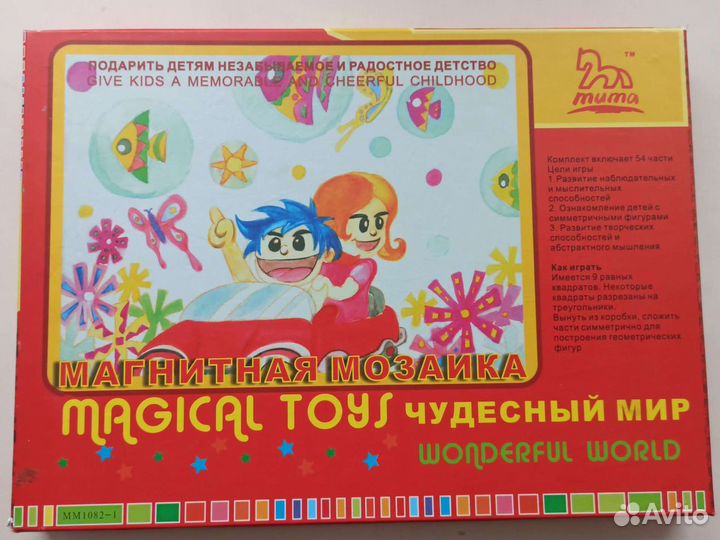 ПОДАРИТЬ ДЕТЯМ НЕЗАБЫВАЕМОЕ И РАДОСТНОЕ ДЕТСТВО
GIVE KIDS A MEMORABLE AND CHEERFUL CHILDHOOD
TM
тита
Комплект включает 54 части
Цели игры
1. Развитие наблюдательных
и мыслительных
способностей
2. Ознакомление детей с
симметричными фигурами
3. Развитие творческих
способностей и
абстрактного мышления
Как играть
Имеется 9 равных
квадратов. Некоторые
квадраты разрезаны на
треугольники.
Вынуть из коробки, сложить
части симметрично для
построения геометрических
фигур
МАГНИТНАЯ МОЗАИКА
MAGICAL TOYS ЧУДЕСНЫЙ МИР
WONDERFUL WORLD
MM1082-1
Avito